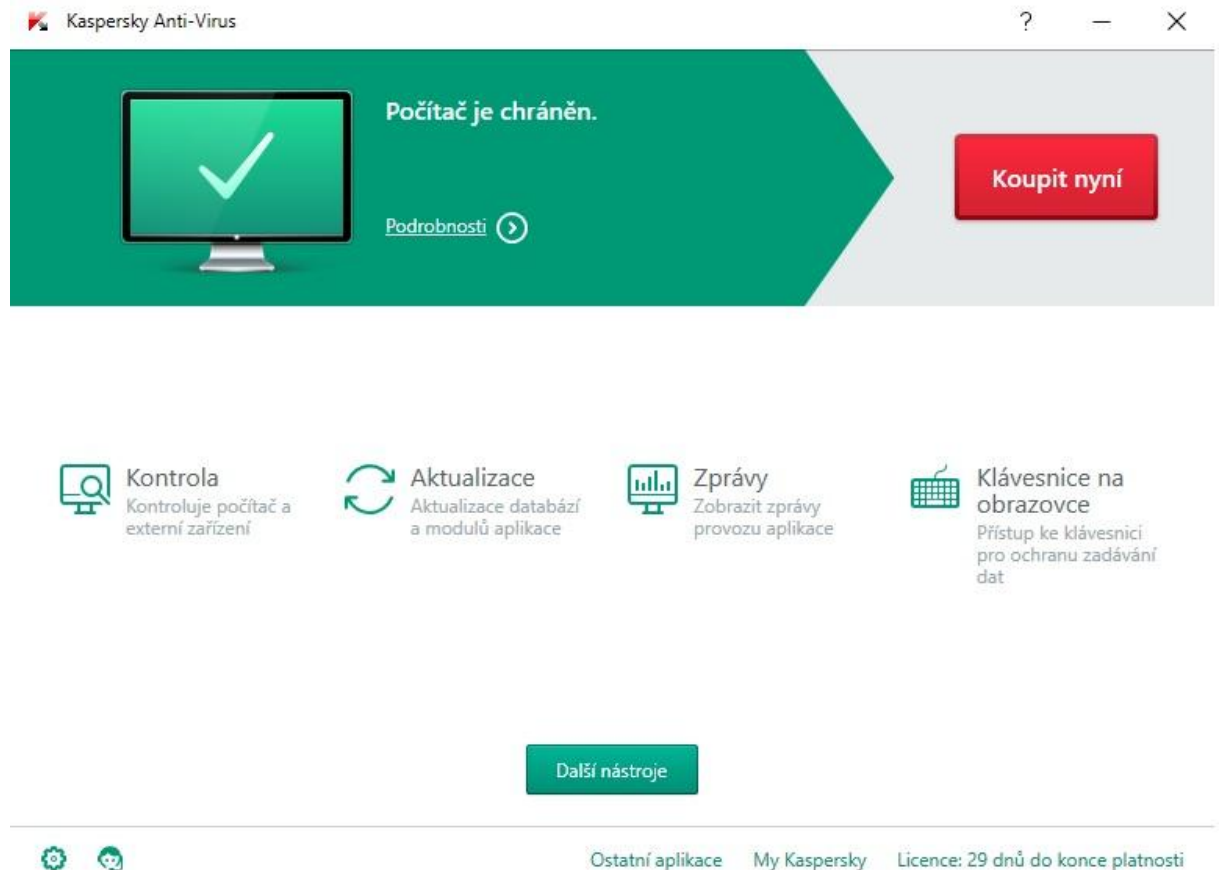 Kaspersky Anti-Virus
Počítač je chráněn.
Podrobnosti
Koupit nyní
Kontrola
Kontroluje počítač a
externí zařízení
Aktualizace
Aktualizace databází
a modulů aplikace
Zprávy
Zobrazit zprávy
provozu aplikace
Klávesnice na
obrazovce
Přístup ke klávesnici
pro ochranu zadávání
dat
Další nástroje
Ostatní aplikace My Kaspersky Licence: 29 dnů do konce platnosti